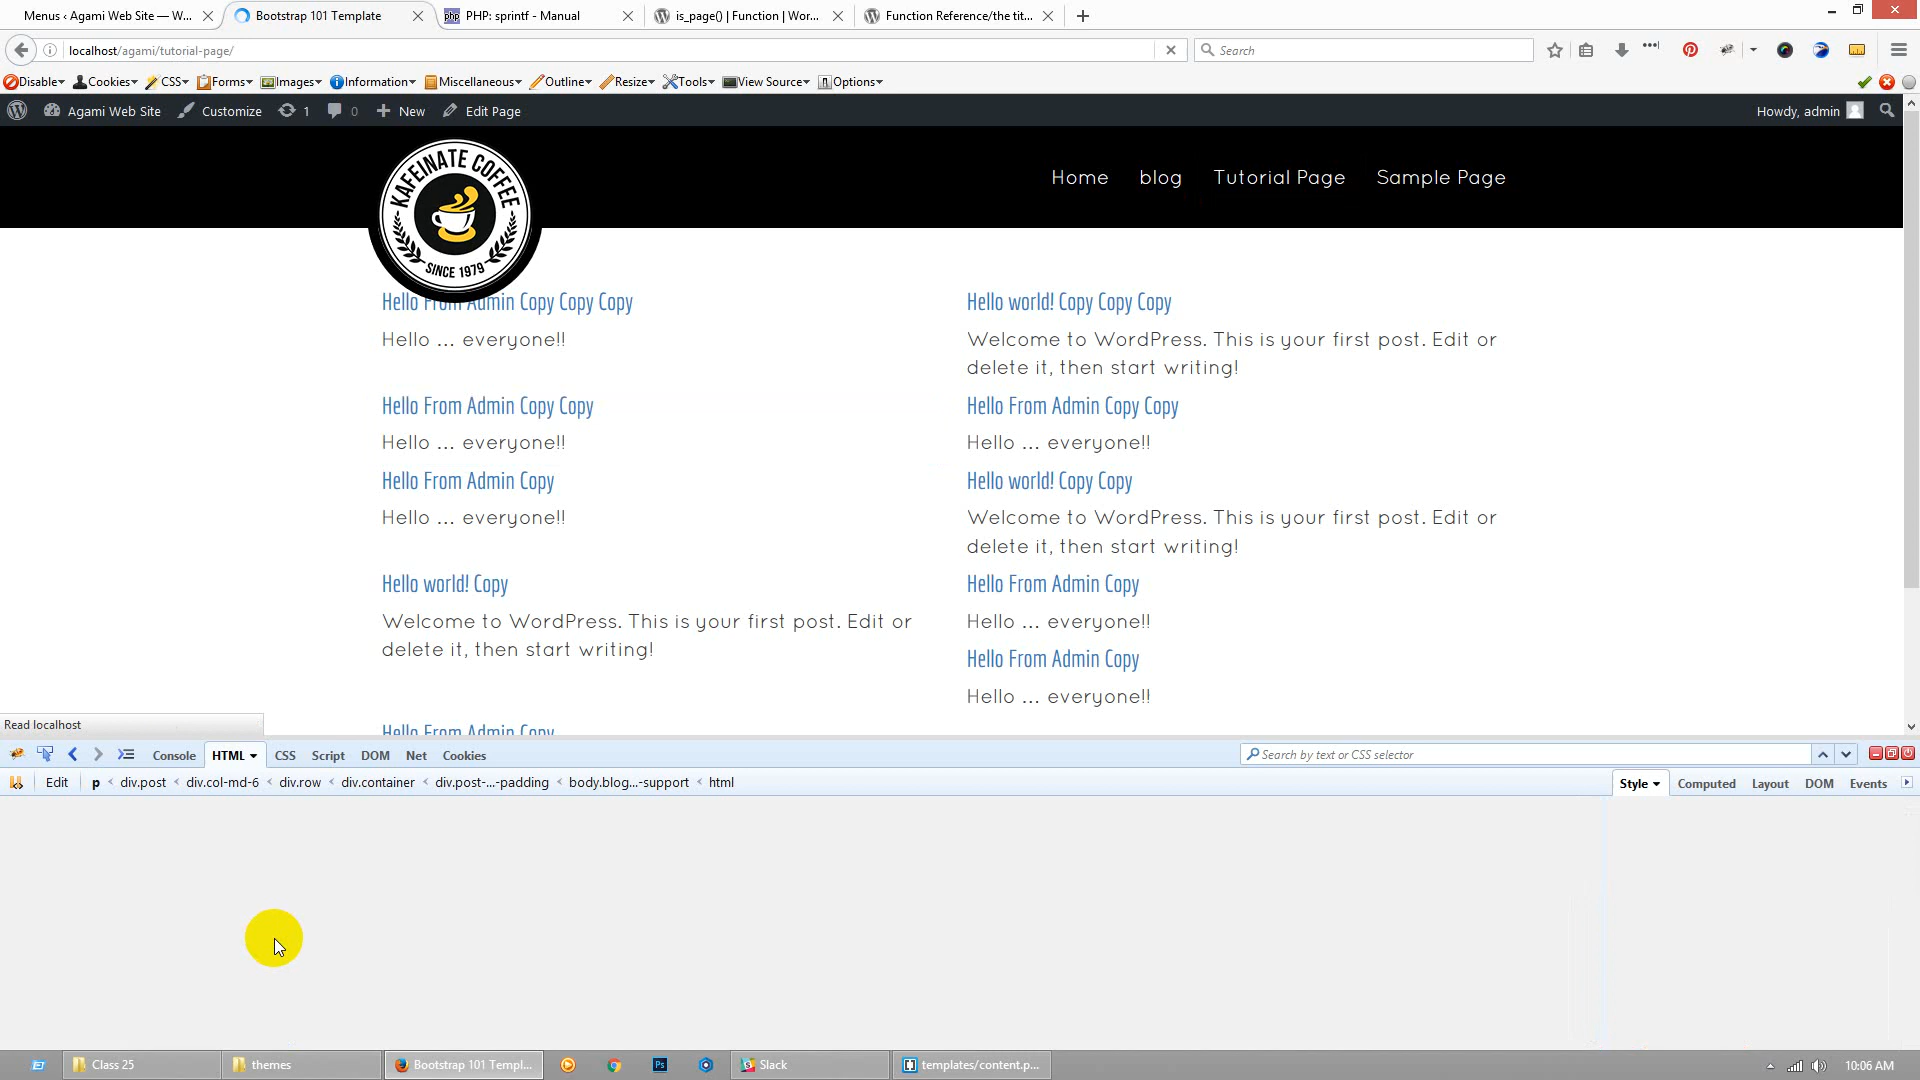 Menus ‹ Agami Web Site — W...
Bootstrap 101 Template
php PHP: sprintf - Manual
is_page() | Function | Wor...
Function Reference/the tit...
localhost/agami/tutorial-page/
Search
Disable
Cookies
CSS
Forms
Images
Information
Miscellaneous
Outline
Resize
Tools
View Source
Options
Agami Web Site
Customize
1
0
New
Edit Page
Howdy, admin
KAFEINATE COFFEE
SINCE 1979
Home
blog
Tutorial Page
Sample Page
Hello From Admin Copy Copy Copy
Hello ... everyone!!
Hello world! Copy Copy Copy
Welcome to WordPress. This is your first post. Edit or
delete it, then start writing!
Hello From Admin Copy Copy
Hello ... everyone!!
Hello From Admin Copy Copy
Hello ... everyone!!
Hello From Admin Copy
Hello ... everyone!!
Hello world! Copy Copy
Welcome to WordPress. This is your first post. Edit or
delete it, then start writing!
Hello world! Copy
Welcome to WordPress. This is your first post. Edit or
delete it, then start writing!
Hello From Admin Copy
Hello ... everyone!!
Hello From Admin Copy
Hello ... everyone!!
Hello From Admin Copy
Read localhost
Console
HTML
CSS
Script
DOM
Net
Cookies
Search by text or CSS selector
Edit
p < div.post < div.col-md-6 < div.row < div.container < div.post-...-padding < body.blog...-support < html
Style
Computed
Layout
DOM
Events
Class 25
themes
Bootstrap 101 Templ...
Ps
Slack
templates/content.p...
10:06 AM